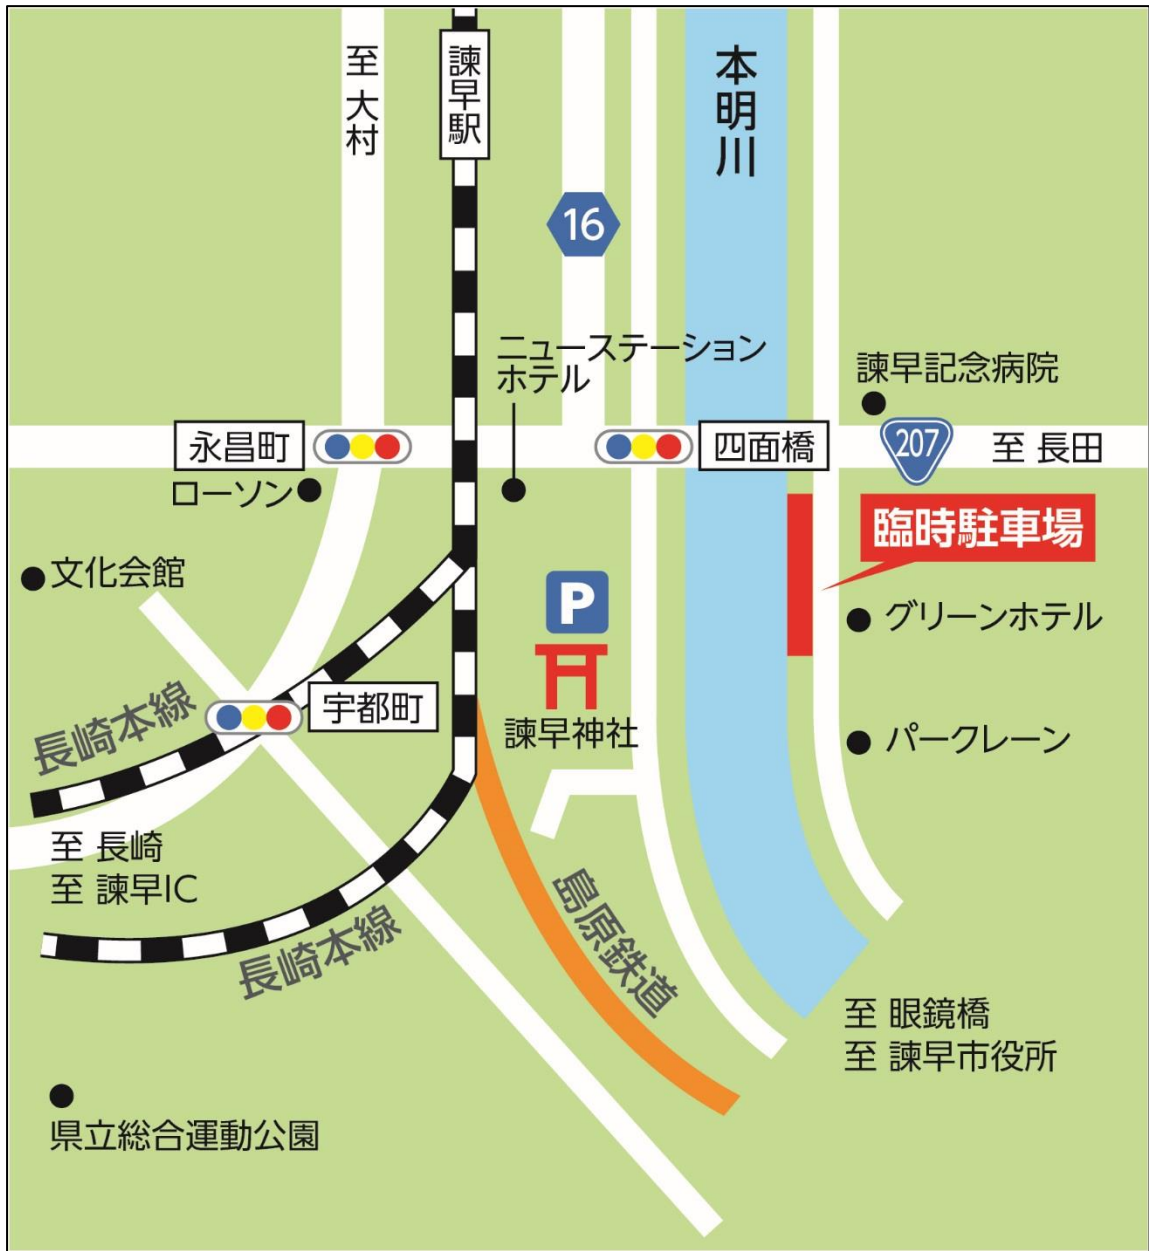 至 大村
諫早駅
本明川
16
ニューステーション
ホテル
諫早記念病院
永昌町
四面橋
207
至 長田
ローソン
臨時駐車場
文化会館
P
グリーンホテル
長崎本線
宇都町
諫早神社
パークレーン
至 長崎
至 諫早IC
長崎本線
島原鉄道
至 眼鏡橋
至 諫早市役所
県立総合運動公園